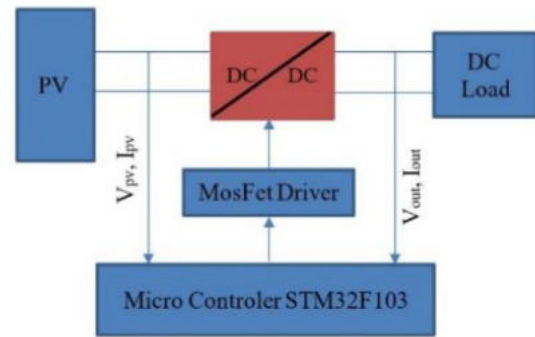 PV
DC
DC
DC
Load
Vpv, Ipv
MosFet Driver
Vout, Iout
Micro Controler STM32F103